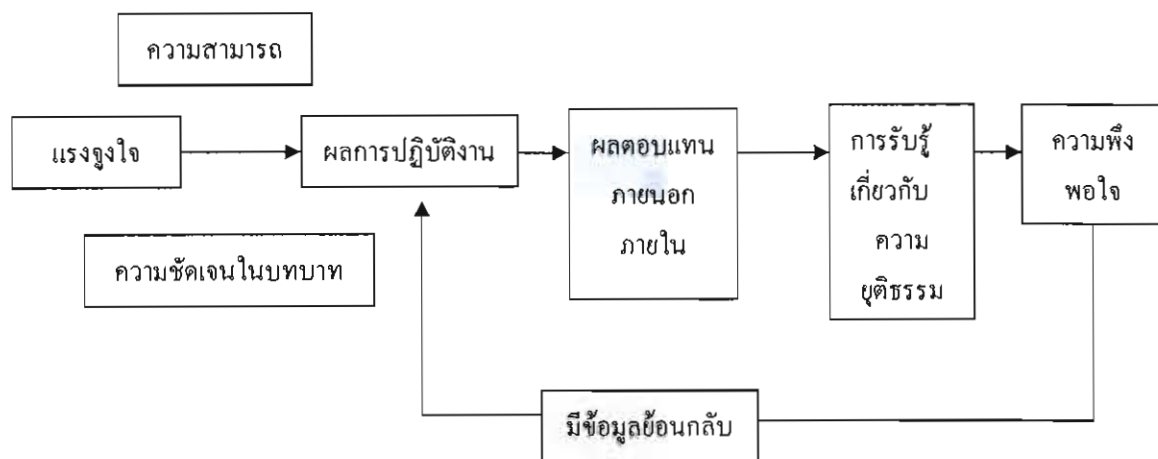 ความสามารถ
แรงจูงใจ
ผลการปฏิบัติงาน
ผลตอบแทน
ภายนอก
ภายใน
การรับรู้
เกี่ยวกับ
ความ
ยุติธรรม
ความพึง
พอใจ
ความชัดเจนในบทบาท
มีข้อมูลย้อนกลับ